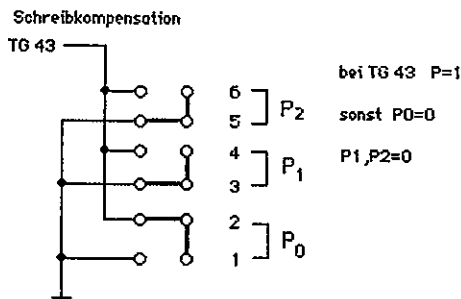 Schreibkompensation
TG 43
6
5
P2
4
3
P1
2
1
P0
bei TG 43 P=1
sonst P0=0
P1,P2=0